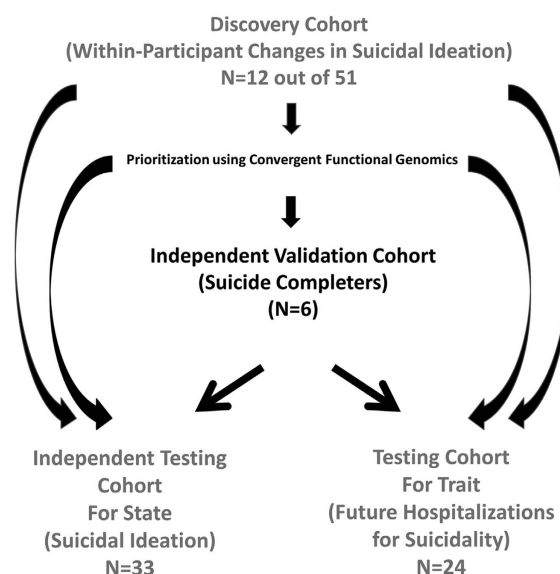 Discovery Cohort
(Within-Participant Changes in Suicidal Ideation)
N=12 out of 51
Prioritization using Convergent Functional Genomics
Independent Validation Cohort
(Suicide Completers)
(N=6)
Independent Testing
Cohort
For State
(Suicidal Ideation)
N=33
Testing Cohort
For Trait
(Future Hospitalizations
for Suicidality)
N=24